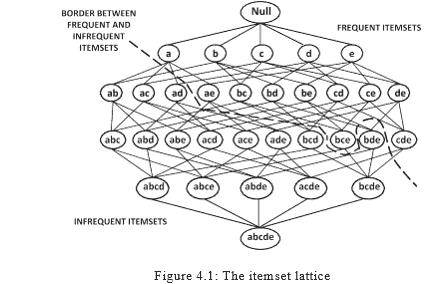 BORDER BETWEEN
FREQUENT AND
INFREQUENT
ITEMSETS
Null
FREQUENT ITEMSETS
a b c d e
ab ac ad ae bc bd be cd ce de
abc abd abe acd ace ade bcd bce bde cde
abcd abce abde acde bcde
INFREQUENT ITEMSETS
abcde
Figure 4.1: The itemset lattice